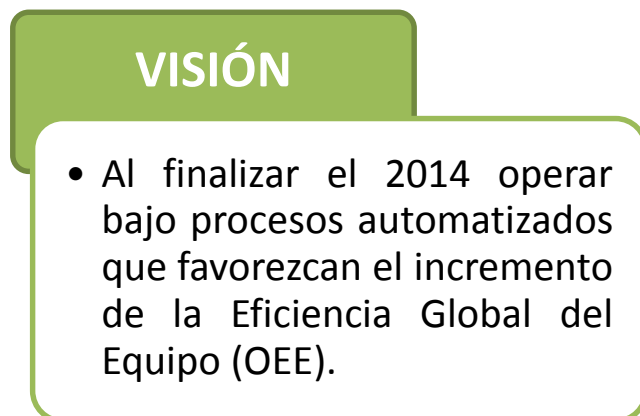 VISIÓN
• Al finalizar el 2014 operar
bajo procesos automatizados
que favorezcan el incremento
de la Eficiencia Global del
Equipo (OEE).